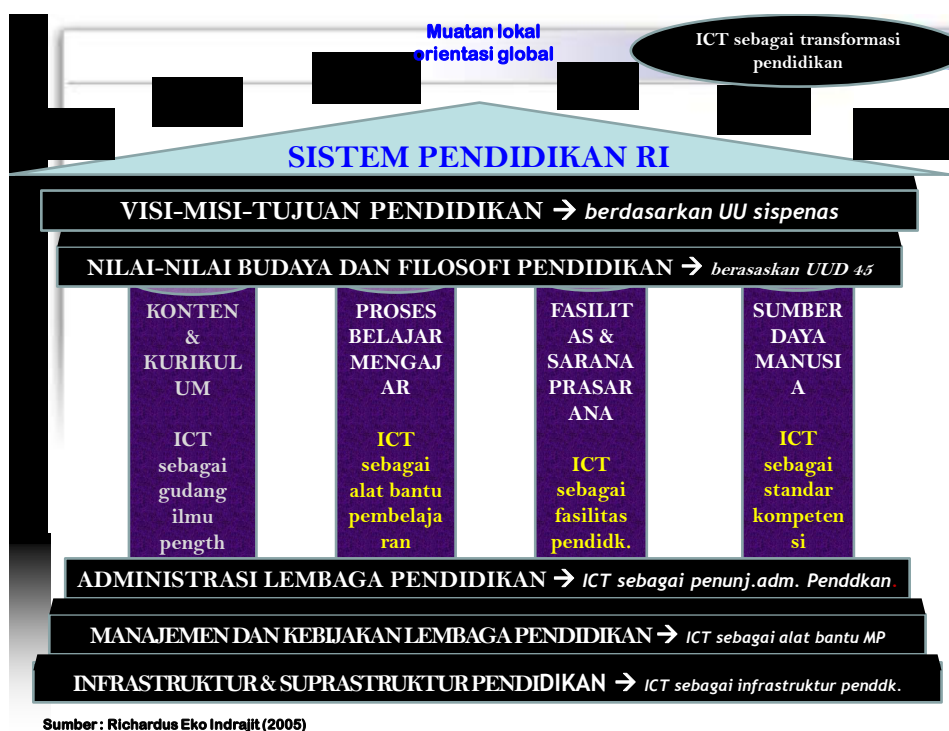 Muatan lokal
orientasi global
ICT sebagai transformasi
pendidikan
SISTEM PENDIDIKAN RI
VISI-MISI-TUJUAN PENDIDIKAN → berdasarkan UU sispenas
NILAI-NILAI BUDAYA DAN FILOSOFI PENDIDIKAN → berasaskan UUD 45
KONTEN
&
KURIKUL
UM
ICT
sebagai
gudang
ilmu
pength
PROSES
BELAJAR
MENGAJ
AR
ICT
sebagai
alat bantu
pembelaja
ran
FASILIT
AS &
SARANA
PRASAR
ANA
ICT
sebagai
fasilitas
pendidk.
SUMBER
DAYA
MANUSI
A
ICT
sebagai
standar
kompeten
si
ADMINISTRASI LEMBAGA PENDIDIKAN → ICT sebagai penunj.adm. Penddkan.
MANAJEMEN DAN KEBIJAKAN LEMBAGA PENDIDIKAN → ICT sebagai alat bantu MP
INFRASTRUKTUR & SUPRASTRUKTUR PENDIDIKAN → ICT sebagai infrastruktur penddk.
Sumber : Richardus Eko Indrajit (2005)